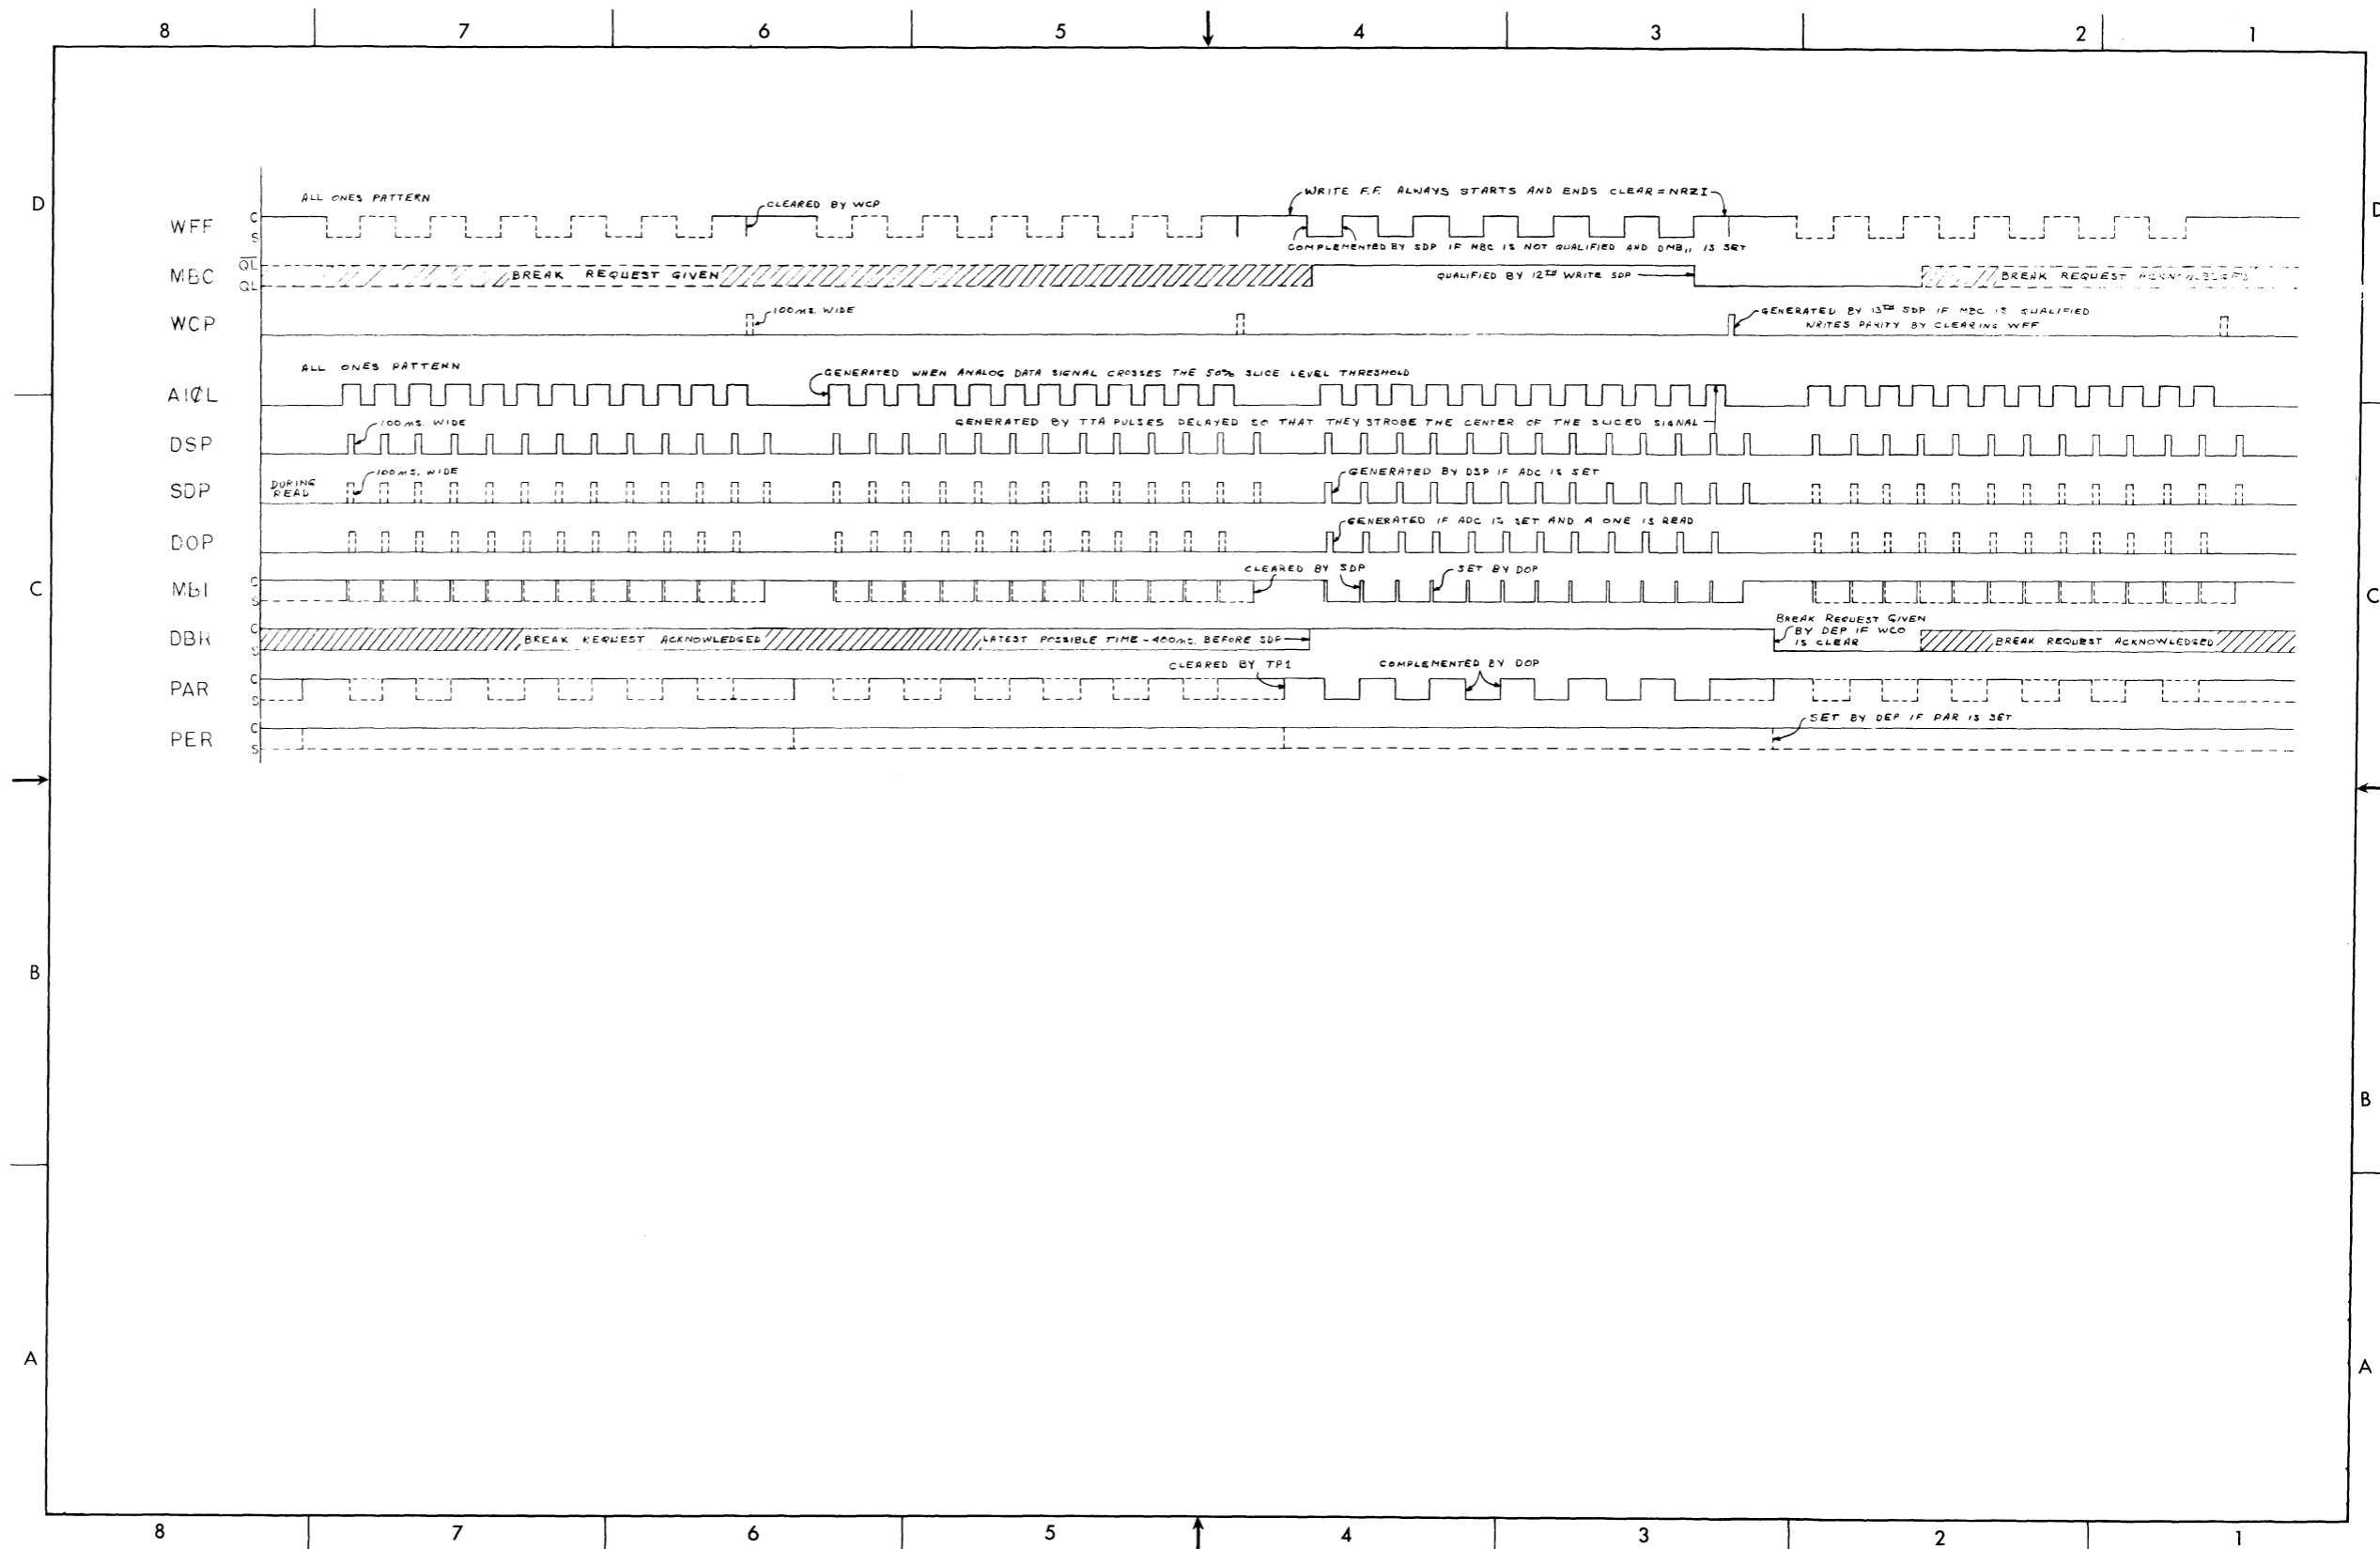 8 7 6 5 4 3 2 1
D
D
ALL ONES PATTERN
WRITE F.F. ALWAYS STARTS AND ENDS CLEAR = NRZI
CLEARED BY WCP
WFF C
S
COMPLEMENTED BY SDP IF MBC IS NOT QUALIFIED AND DMB11 IS SET
MBC QL
QL
BREAK REQUEST GIVEN
QUALIFIED BY 12TH WRITE SDP
BREAK REQUEST ACKNOWLEDGED
WCP
100 MS. WIDE
GENERATED BY 13TH SDP IF MBC IS QUALIFIED
WRITES PARITY BY CLEARING WFF
ALL ONES PATTERN
GENERATED WHEN ANALOG DATA SIGNAL CROSSES THE 50% SLICE LEVEL THRESHOLD
DSP
100 MS. WIDE
GENERATED BY TTA PULSES DELAYED SO THAT THEY STROBE THE CENTER OF THE SLICED SIGNAL
SDP
DURING
READ
100 MS. WIDE
GENERATED BY DSP IF ADC IS SET
DOP
GENERATED IF ADC IS SET AND A ONE IS READ
C
C
C
S
CLEARED BY SDP
SET BY DOP
DBR C
S
BREAK REQUEST ACKNOWLEDGED
LATEST POSSIBLE TIME - 400 MS. BEFORE SDP
BREAK REQUEST GIVEN
BY DEP IF WCO
IS CLEAR
BREAK REQUEST ACKNOWLEDGED
PAR C
S
CLEARED BY TP1
COMPLEMENTED BY DOP
PER C
S
SET BY DEP IF PAR IS SET
B
B
A
A
8 7 6 5 4 3 2 1